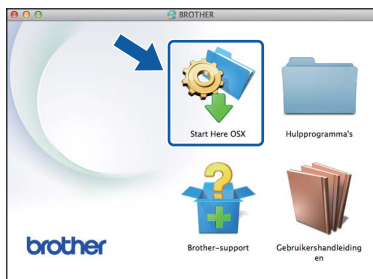 BROTHER
Start Here OSX
Hulpprogramma's
Brother-support
Gebruikershandleiding
en
brother